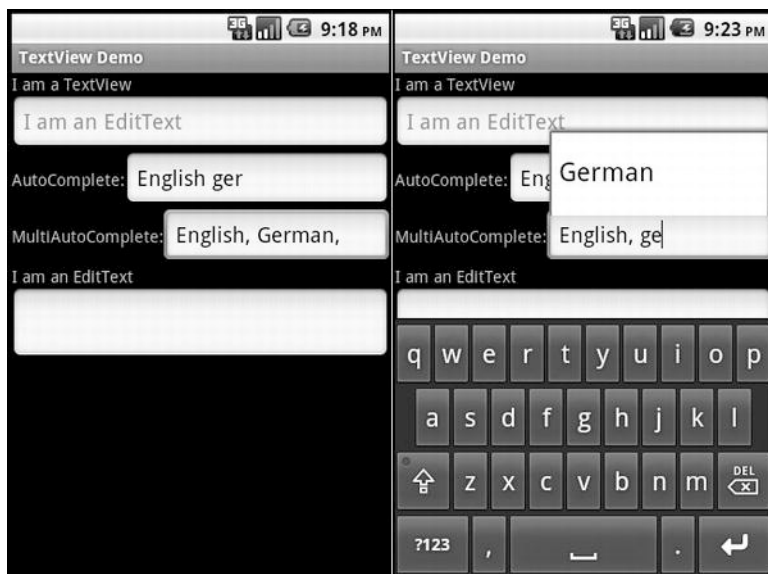 3G 9:18 PM
TextView Demo
I am a TextView
I am an EditText
AutoComplete: English ger
MultiAutoComplete: English, German,
I am an EditText
3G 9:23 PM
TextView Demo
I am a TextView
I am an EditText
AutoComplete: Eng
German
MultiAutoComplete: English, ge
I am an EditText
q w e r t y u i o p
a s d f g h j k l
z x c v b n m DEL
?123 , .